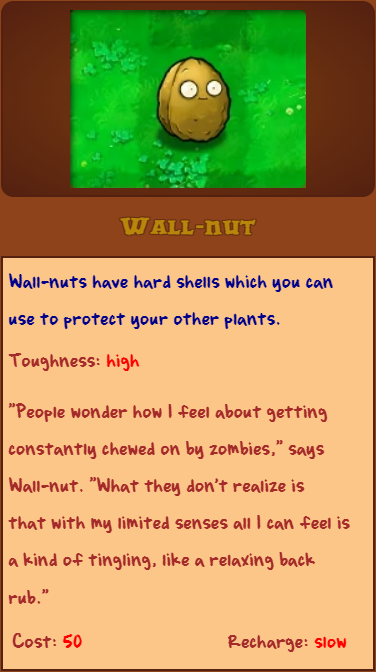 Wall-nut
Wall-nuts have hard shells which you can
use to protect your other plants.
Toughness: high
"People wonder how I feel about getting
constantly chewed on by zombies," says
Wall-nut. "What they don't realize is
that with my limited senses all I can feel is
a kind of tingling, like a relaxing back
rub."
Cost: 50 Recharge: slow